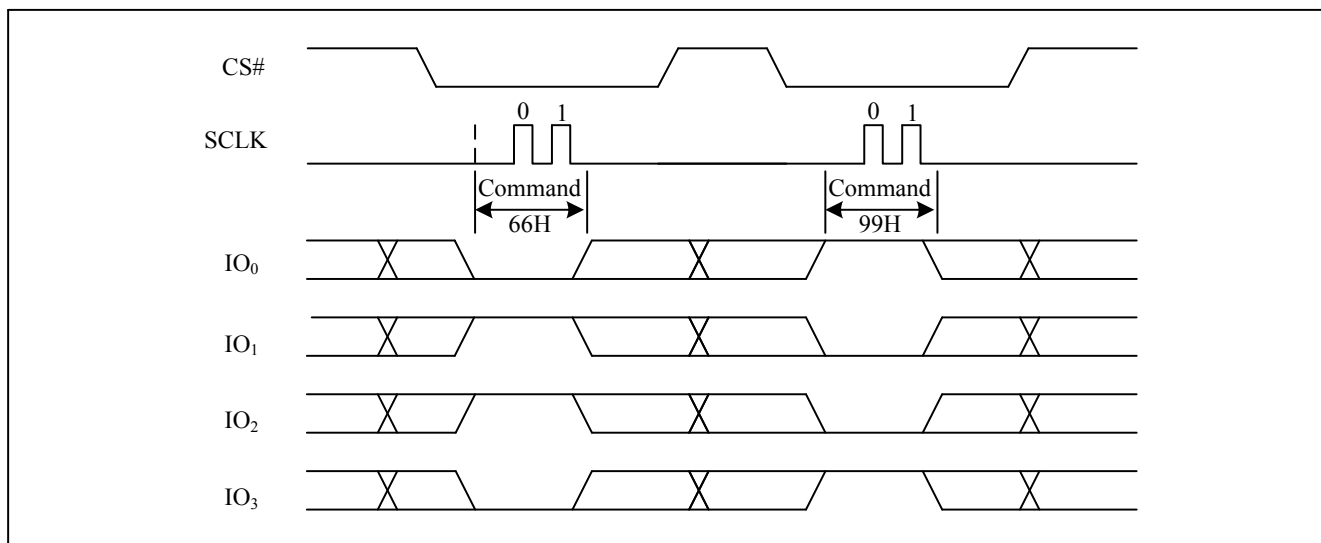 CS#
0 1 0 1
SCLK
Command Command
66H 99H
IO₀
IO₁
IO₂
IO₃